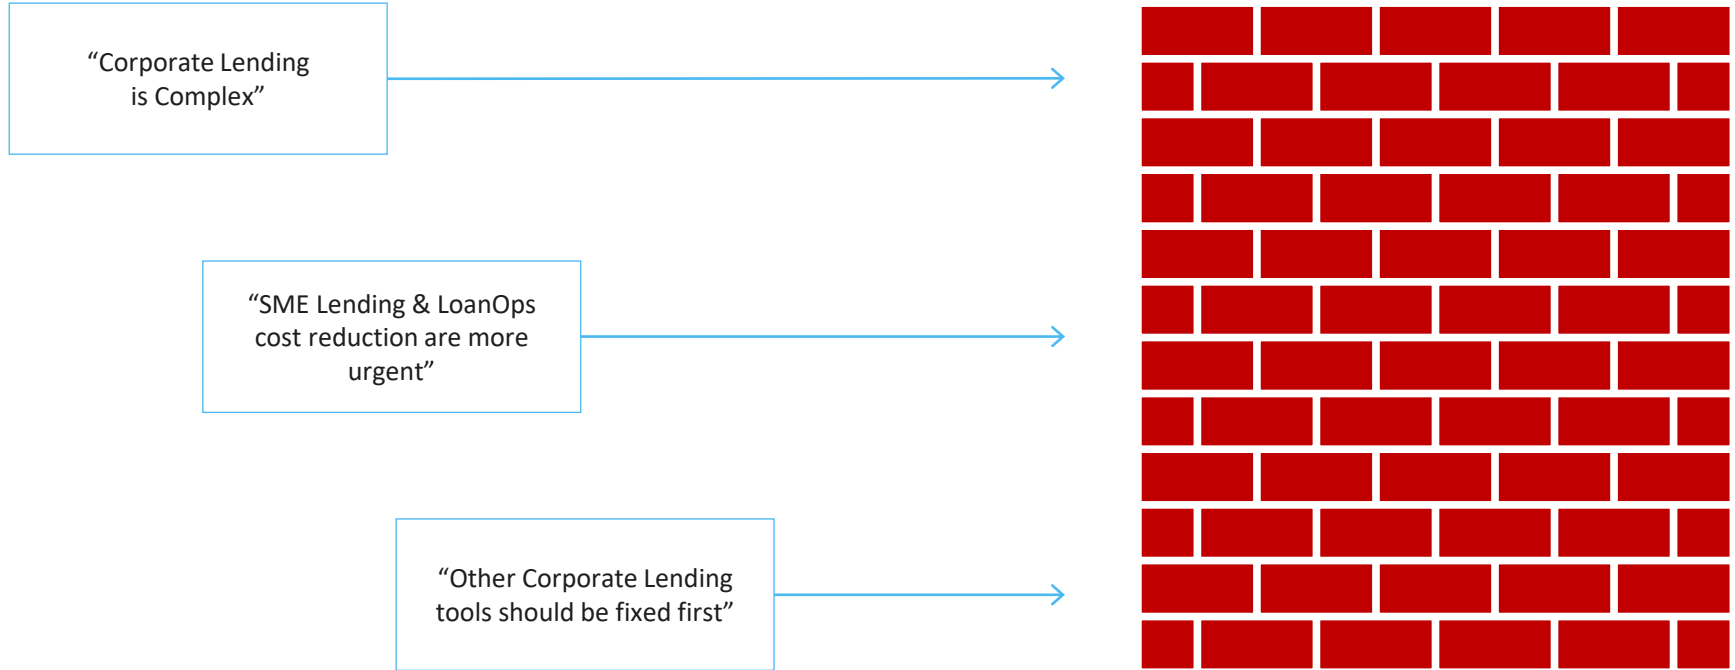 “Corporate Lending
is Complex”
“SME Lending & LoanOps
cost reduction are more
urgent”
“Other Corporate Lending
tools should be fixed first”